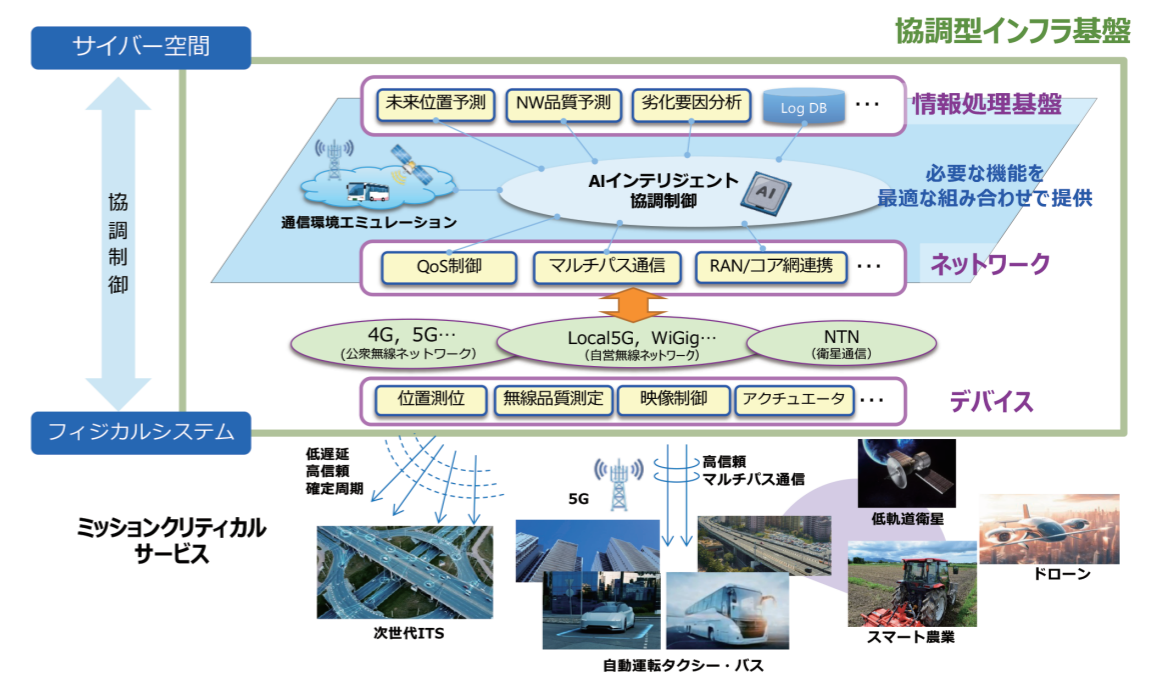 協調型インフラ基盤
サイバー空間
未来位置予測
NW品質予測
劣化要因分析
Log DB
…
情報処理基盤
協調制御
通信環境エミュレーション
AIインテリジェント
協調制御
AI
必要な機能を
最適な組み合わせで提供
QoS制御
マルチパス通信
RAN/コア網連携
…
ネットワーク
4G，5G…
(公衆無線ネットワーク)
Local5G，WiGig…
(自営無線ネットワーク)
NTN
(衛星通信)
位置測位
無線品質測定
映像制御
アクチュエータ
…
デバイス
フィジカルシステム
低遅延
高信頼
確定周期
5G
高信頼
マルチパス通信
ミッションクリティカル
サービス
次世代ITS
自動運転タクシー・バス
低軌道衛星
スマート農業
ドローン